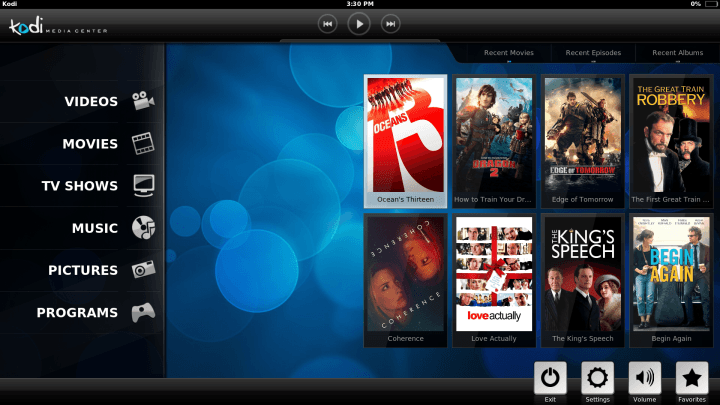 Kodi
3:30 PM
0%
Kodi MEDIA CENTER
Recent Movies
Recent Episodes
Recent Albums
VIDEOS
MOVIES
TV SHOWS
MUSIC
PICTURES
PROGRAMS
OCEANS
13
Ocean's Thirteen
DRAGON
2
How to Train Your Dr...
EDGE OF TOMORROW
Edge of Tomorrow
THE GREAT TRAIN
ROBBERY
The First Great Train ...
COHERENCE
COHERENCE
Coherence
love actually
Love Actually
THE
KING'S
SPEECH
The King's Speech
BEGIN
AGAIN
Begin Again
Exit
Settings
Volume
Favorites